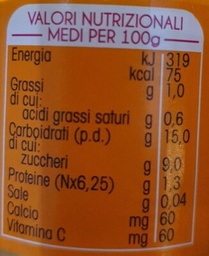 VALORI NUTRIZIONALI
MEDI PER 100g
Energia kJ 319
kcal 75
Grassi g 1,0
di cui:
acidi grassi saturi g 0,6
Carboidrati (p.d.) g 15,0
di cui:
zuccheri g 9,0
Proteine (Nx6,25) g 1,3
Sale g 0,04
Calcio mg 60
Vitamina C mg 60